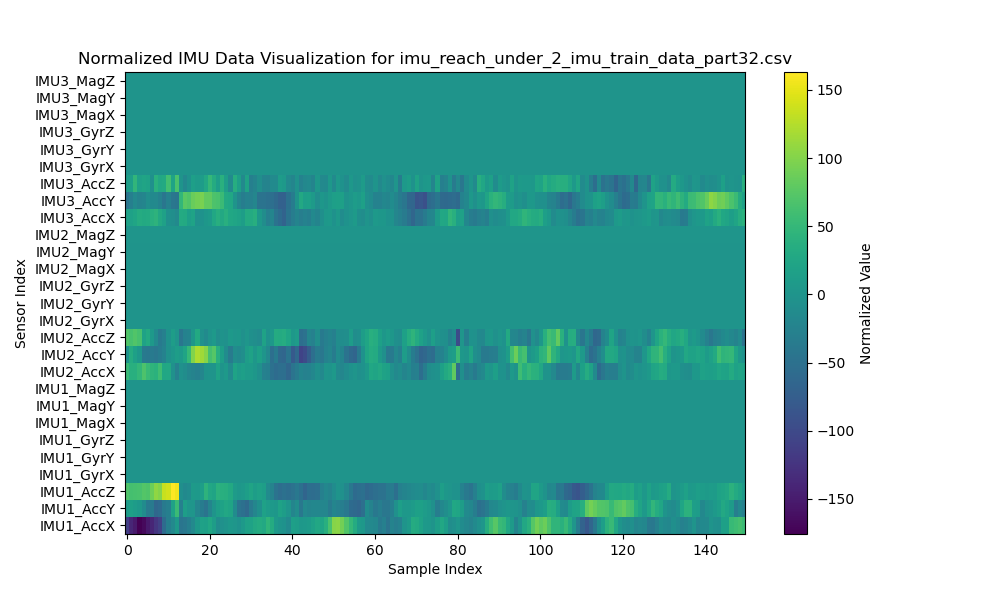 Normalized IMU Data Visualization for imu_reach_under_2_imu_train_data_part32.csv
IMU3_MagZ
IMU3_MagY
IMU3_MagX
IMU3_GyrZ
IMU3_GyrY
IMU3_GyrX
IMU3_AccZ
IMU3_AccY
IMU3_AccX
IMU2_MagZ
IMU2_MagY
IMU2_MagX
IMU2_GyrZ
IMU2_GyrY
IMU2_GyrX
IMU2_AccZ
IMU2_AccY
IMU2_AccX
IMU1_MagZ
IMU1_MagY
IMU1_MagX
IMU1_GyrZ
IMU1_GyrY
IMU1_GyrX
IMU1_AccZ
IMU1_AccY
IMU1_AccX
Sensor Index
0 20 40 60 80 100 120 140
Sample Index
150
100
50
0
−50
−100
−150
Normalized Value